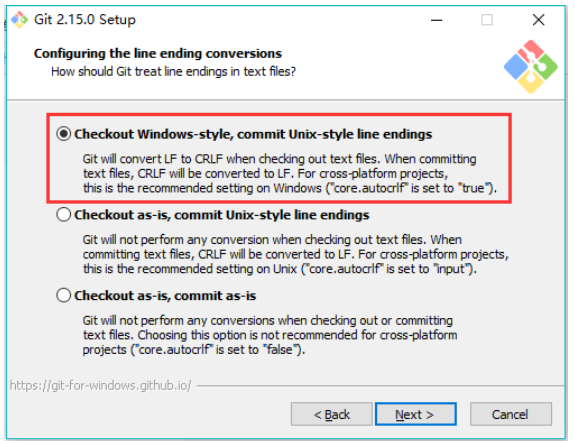 Git 2.15.0 Setup
Configuring the line ending conversions
How should Git treat line endings in text files?
Checkout Windows-style, commit Unix-style line endings
Git will convert LF to CRLF when checking out text files. When committing
text files, CRLF will be converted to LF. For cross-platform projects,
this is the recommended setting on Windows ("core.autocrlf" is set to "true").
Checkout as-is, commit Unix-style line endings
Git will not perform any conversion when checking out text files. When
committing text files, CRLF will be converted to LF. For cross-platform projects,
this is the recommended setting on Unix ("core.autocrlf" is set to "input").
Checkout as-is, commit as-is
Git will not perform any conversions when checking out or committing
text files. Choosing this option is not recommended for cross-platform
projects ("core.autocrlf" is set to "false").
https://git-for-windows.github.io/
< Back
Next >
Cancel